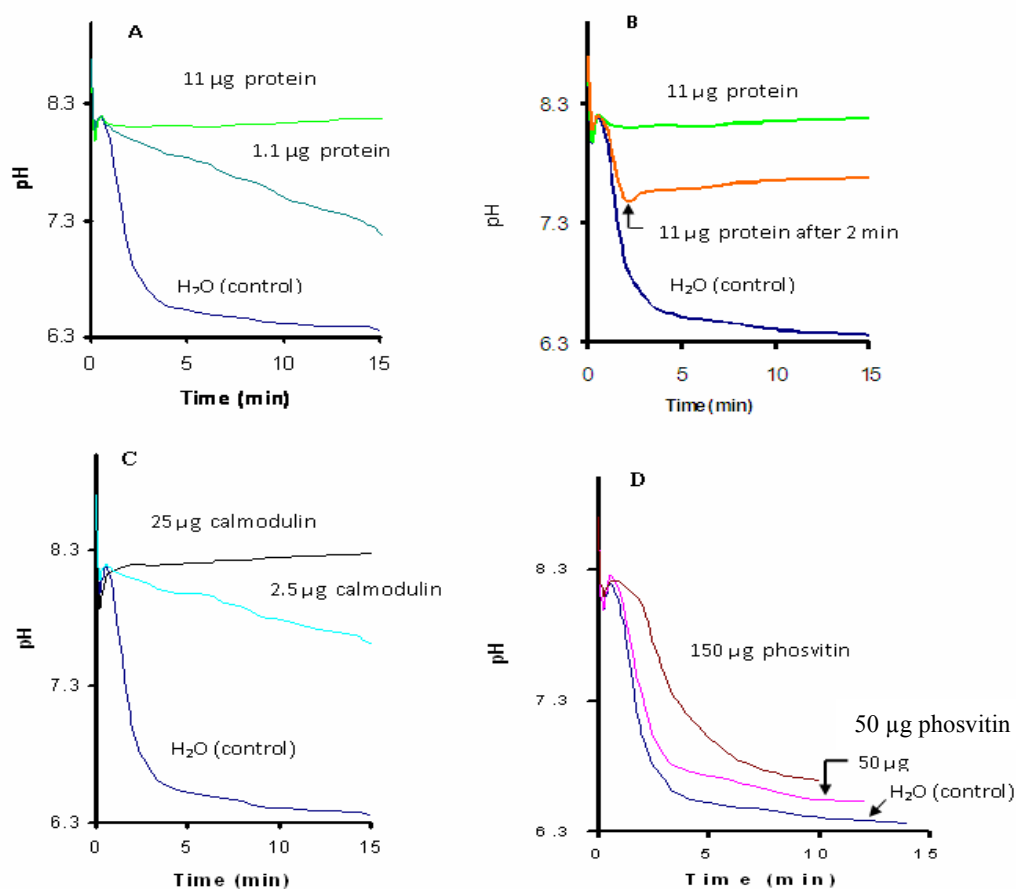 A
11 µg protein
1.1 µg protein
H₂O (control)
8.3
7.3
6.3
pH
0 5 10 15
Time (min)
B
11 µg protein
11 µg protein after 2 min
H₂O (control)
8.3
7.3
6.3
pH
0 5 10 15
Time (min)
C
25 µg calmodulin
2.5 µg calmodulin
H₂O (control)
8.3
7.3
6.3
pH
0 5 10 15
Time (min)
D
150 µg phosvitin
50 µg phosvitin
50 µg
H₂O (control)
8.3
7.3
6.3
pH
0 5 10 15
Time (min)